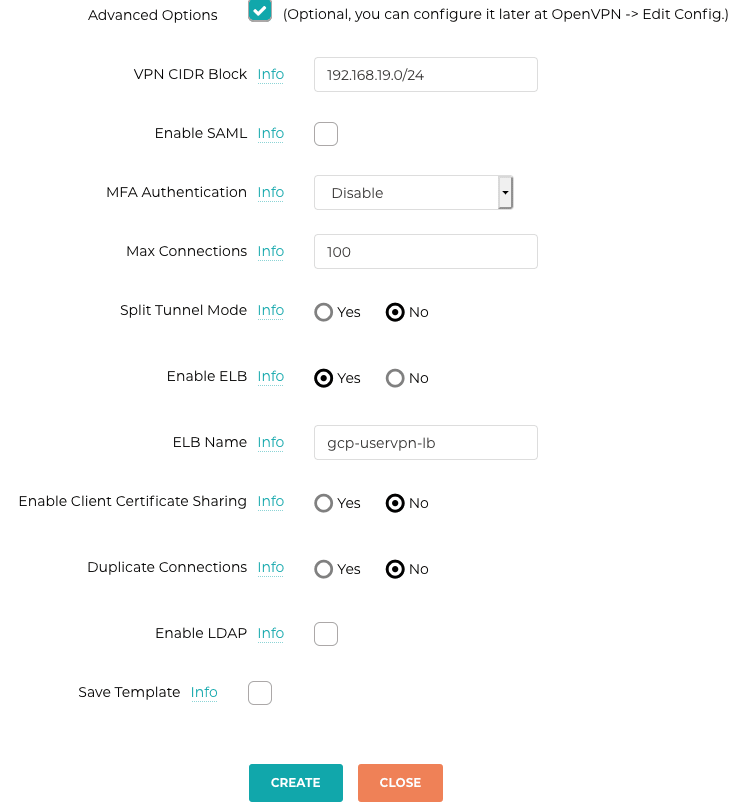 Advanced Options (Optional, you can configure it later at OpenVPN -> Edit Config.)
VPN CIDR Block Info 192.168.19.0/24
Enable SAML Info
MFA Authentication Info Disable
Max Connections Info 100
Split Tunnel Mode Info Yes No
Enable ELB Info Yes No
ELB Name Info gcp-uservpn-lb
Enable Client Certificate Sharing Info Yes No
Duplicate Connections Info Yes No
Enable LDAP Info
Save Template Info
CREATE CLOSE